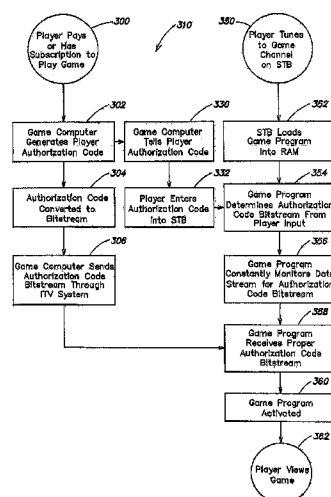 300
Player Pays
or Has
Subscription to
Play Game
310
350
Player Tunes
to Game
Channel
on STB
302
Game Computer
Generates Player
Authorization Code
330
Game Computer
Tells Player
Authorization Code
352
STB Loads
Game Program
Into RAM
304
Authorization Code
Converted to
Bitstream
332
Player Enters
Authorization Code
into STB
354
Game Program
Determines Authorization
Code Bitstream From
Player Input
306
Game Computer Sends
Authorization Code
Bitstream Through
ITV System
356
Game Program
Constantly Monitors Data
Stream for Authorization
Code Bitstream
358
Game Program
Receives Proper
Authorization Code
Bitstream
360
Game Program
Activated
362
Player Views
Game